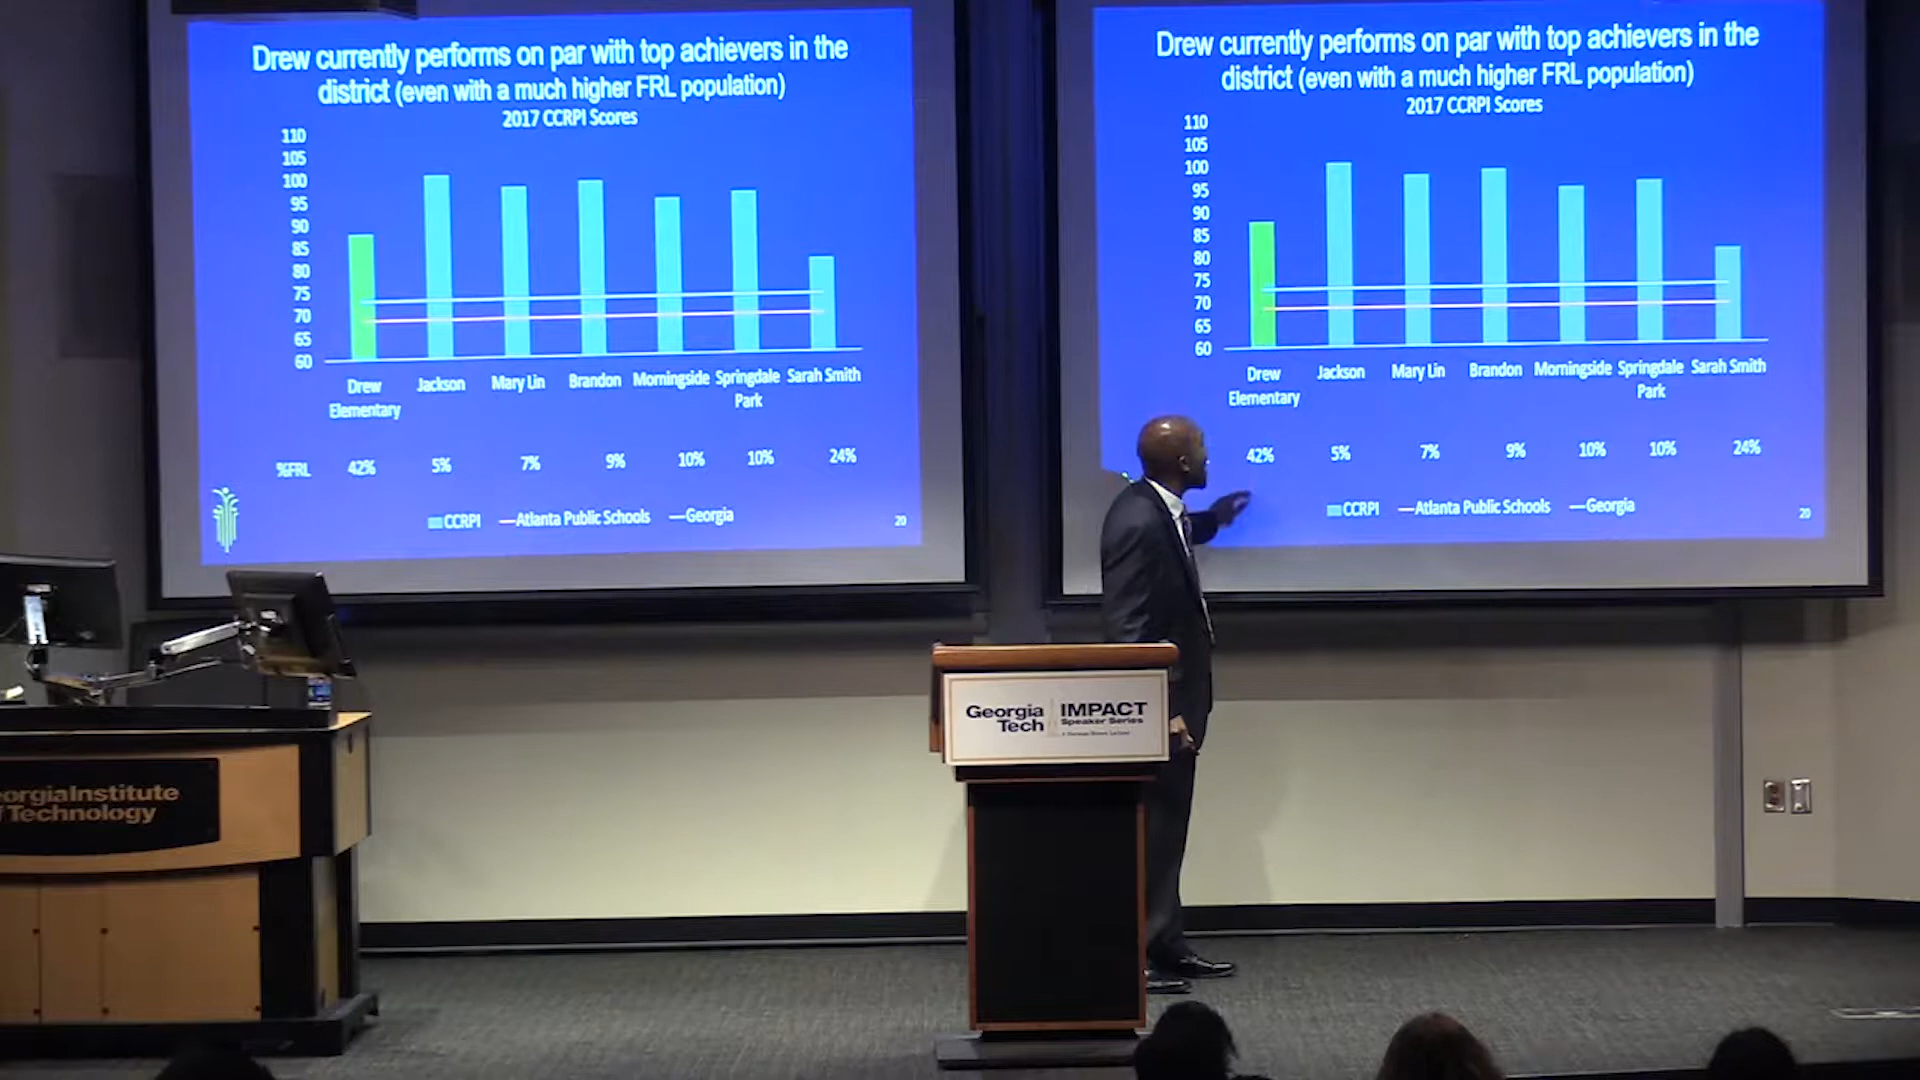 Drew currently performs on par with top achievers in the
district (even with a much higher FRL population)
2017 CCRPI Scores
110
105
100
95
90
85
80
75
70
65
60
Drew Elementary
Jackson
Mary Lin
Brandon
Morningside
Springdale Park
Sarah Smith
%FRL 42% 5% 7% 9% 10% 10% 24%
CCRPI Atlanta Public Schools Georgia
20
Drew currently performs on par with top achievers in the
district (even with a much higher FRL population)
2017 CCRPI Scores
110
105
100
95
90
85
80
75
70
65
60
Drew Elementary
Jackson
Mary Lin
Brandon
Morningside
Springdale Park
Sarah Smith
42% 5% 7% 9% 10% 10% 24%
CCRPI Atlanta Public Schools Georgia
20
Georgia Tech
IMPACT
Speaker Series
eorgiaInstitute
f Technology